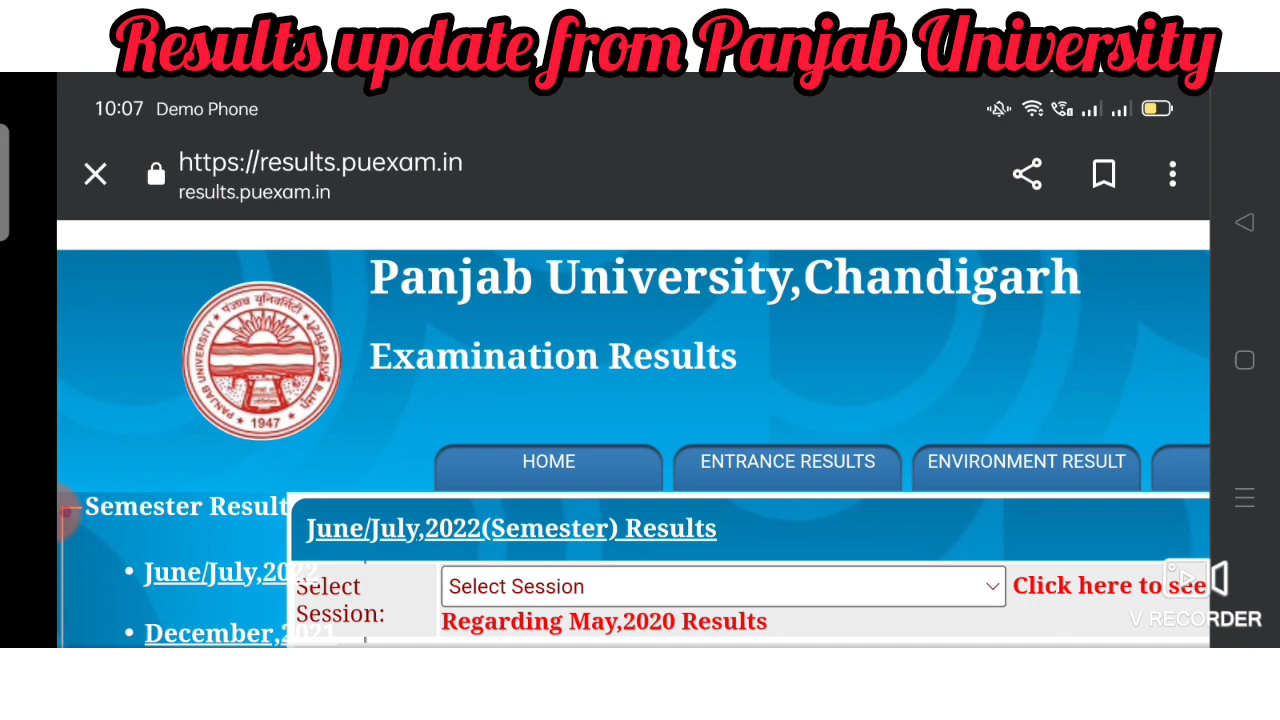 Results update from Panjab University
10:07 Demo Phone
https://results.puexam.in
results.puexam.in
Panjab University,Chandigarh
Examination Results
PANJAB UNIVERSITY
1947
HOME
ENTRANCE RESULTS
ENVIRONMENT RESULT
Semester Result
June/July,2022(Semester) Results
June/July,2022
December,2021
Select
Session:
Select Session
Click here to see
Regarding May,2020 Results
V RECORDER